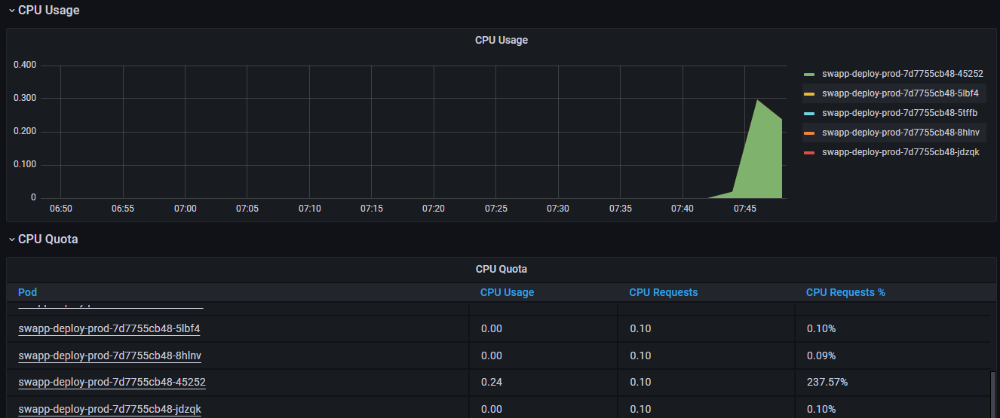 CPU Usage
CPU Usage
0.400
0.300
0.200
0.100
0
06:50 06:55 07:00 07:05 07:10 07:15 07:20 07:25 07:30 07:35 07:40 07:45
swapp-deploy-prod-7d7755cb48-45252
swapp-deploy-prod-7d7755cb48-5lbf4
swapp-deploy-prod-7d7755cb48-5tffb
swapp-deploy-prod-7d7755cb48-8hlnv
swapp-deploy-prod-7d7755cb48-jdzqk
CPU Quota
CPU Quota
Pod CPU Usage CPU Requests CPU Requests %
swapp-deploy-prod-7d7755cb48-5lbf4 0.00 0.10 0.10%
swapp-deploy-prod-7d7755cb48-8hlnv 0.00 0.10 0.09%
swapp-deploy-prod-7d7755cb48-45252 0.24 0.10 237.57%
swapp-deploy-prod-7d7755cb48-jdzqk 0.00 0.10 0.10%